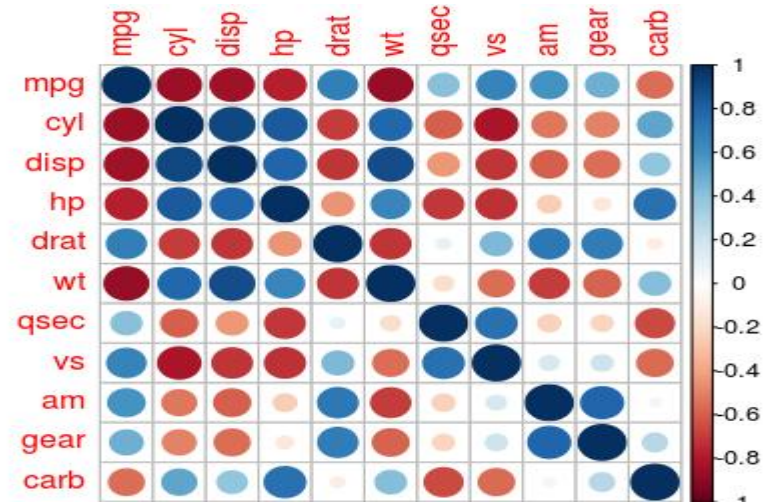 mpg cyl disp hp drat wt qsec vs am gear carb
mpg
cyl
disp
hp
drat
wt
qsec
vs
am
gear
carb
1
0.8
0.6
0.4
0.2
0
-0.2
-0.4
-0.6
-0.8
-1